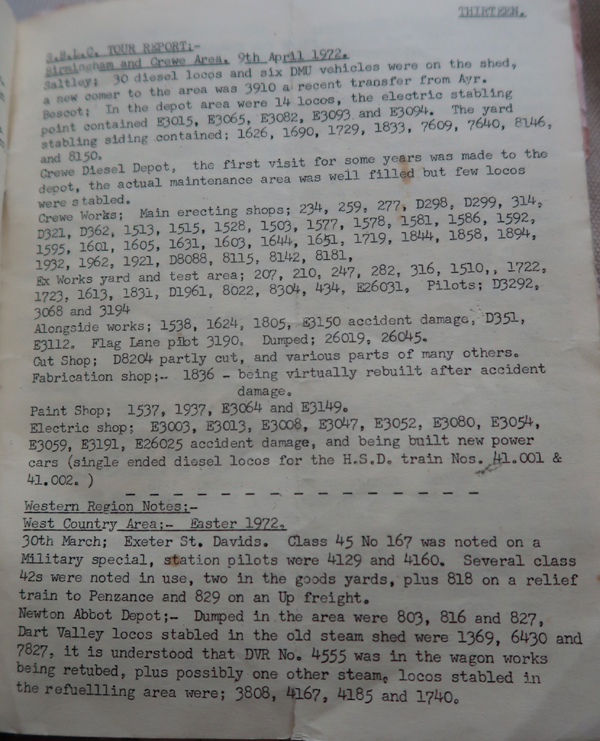 THIRTEEN.
S.B.L.C. TOUR REPORT:-
Birmingham and Crewe Area. 9th April 1972.
Saltley; 30 diesel locos and six DMU vehicles were on the shed,
a new comer to the area was 3910 a recent transfer from Ayr.
Bescot; In the depot area were 14 locos, the electric stabling
point contained E3015, E3065, E3082, E3093 and E3094. The yard
stabling siding contained; 1626, 1690, 1729, 1833, 7609, 7640, 8146,
and 8150.
Crewe Diesel Depot, the first visit for some years was made to the
depot, the actual maintenance area was well filled but few locos
were stabled.
Crewe Works; Main erecting shops; 234, 259, 277, D298, D299, 314,
D321, D362, 1513, 1515, 1528, 1503, 1577, 1578, 1581, 1586, 1592,
1595, 1601, 1605, 1631, 1603, 1644, 1651, 1719, 1844, 1858, 1894,
1932, 1962, 1921, D8088, 8115, 8142, 8181,
Ex Works yard and test area; 207, 210, 247, 282, 316, 1510,, 1722,
1723, 1613, 1831, D1961, 8022, 8304, 434, E26031, Pilots; D3292,
3068 and 3194
Alongside works; 1538, 1624, 1805, E3150 accident damage, D351,
E3112. Flag Lane pibt 3190. Dumped; 26019, 26045.
Cut Shop; D8204 partly cut, and various parts of many others.
Fabrication shop;- 1836 - being virtually rebuilt after accident
damage.
Paint Shop; 1537, 1937, E3064 and E3149.
Electric shop; E3003, E3013, E3008, E3047, E3052, E3080, E3054,
E3059, E3191, E26025 accident damage, and being built new power
cars (single ended diesel locos for the H.S.D. train Nos. 41.001 &
41.002. )
- - - - - - - - - - - - - - - -
Western Region Notes:-
West Country Area;- Easter 1972.
30th March; Exeter St. Davids. Class 45 No 167 was noted on a
Military special, station pilots were 4129 and 4160. Several class
42s were noted in use, two in the goods yards, plus 818 on a relief
train to Penzance and 829 on an Up freight.
Newton Abbot Depot;- Dumped in the area were 803, 816 and 827,
Dart Valley locos stabled in the old steam shed were 1369, 6430 and
7827, it is understood that DVR No. 4555 was in the wagon works
being retubed, plus possibly one other steam, locos stabled in
the refuellling area were; 3808, 4167, 4185 and 1740.